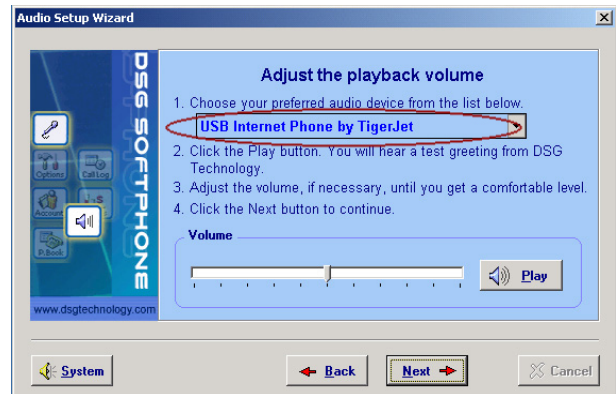 Audio Setup Wizard
DSG SOFTPHONE
Options
Call Log
Account
P.Book
www.dsgtechnology.com
Adjust the playback volume
1. Choose your preferred audio device from the list below.
USB Internet Phone by TigerJet
2. Click the Play button. You will hear a test greeting from DSG
Technology.
3. Adjust the volume, if necessary, until you get a comfortable level.
4. Click the Next button to continue.
Volume
Play
System
Back
Next
Cancel